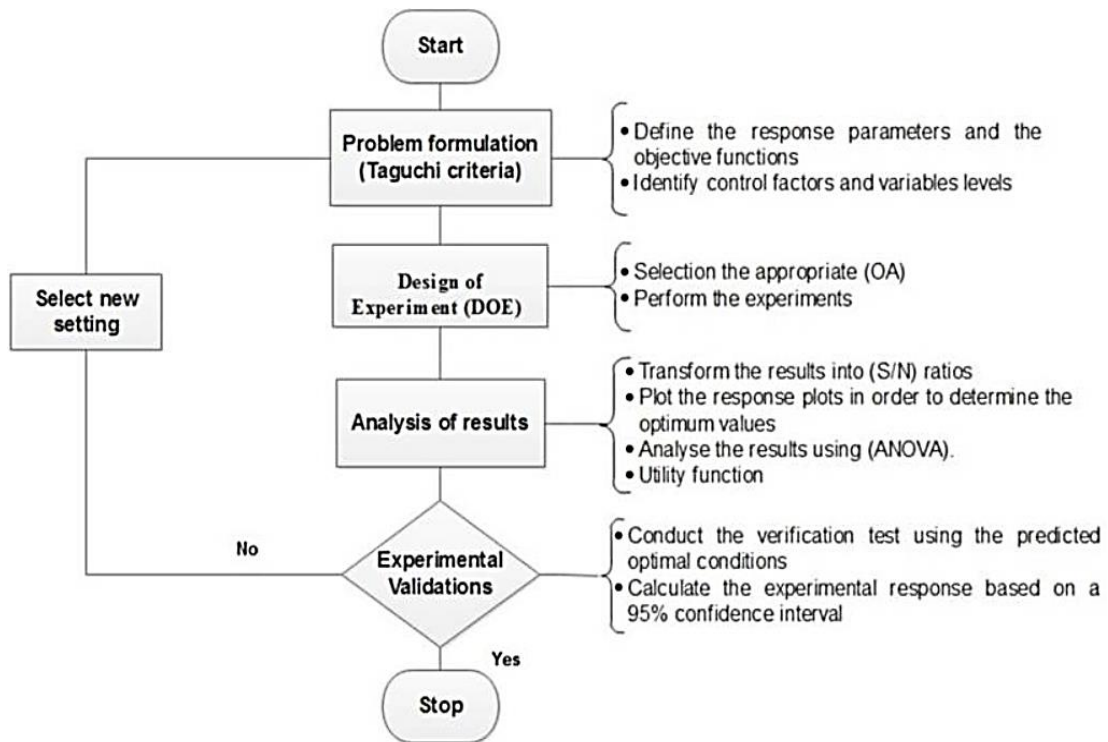 Start
Problem formulation
(Taguchi criteria)
• Define the response parameters and the
objective functions
• Identify control factors and variables levels
Design of
Experiment (DOE)
• Selection the appropriate (OA)
• Perform the experiments
Select new
setting
Analysis of results
• Transform the results into (S/N) ratios
• Plot the response plots in order to determine the
optimum values
• Analyse the results using (ANOVA).
• Utility function
No
Experimental
Validations
• Conduct the verification test using the predicted
optimal conditions
• Calculate the experimental response based on a
95% confidence interval
Yes
Stop